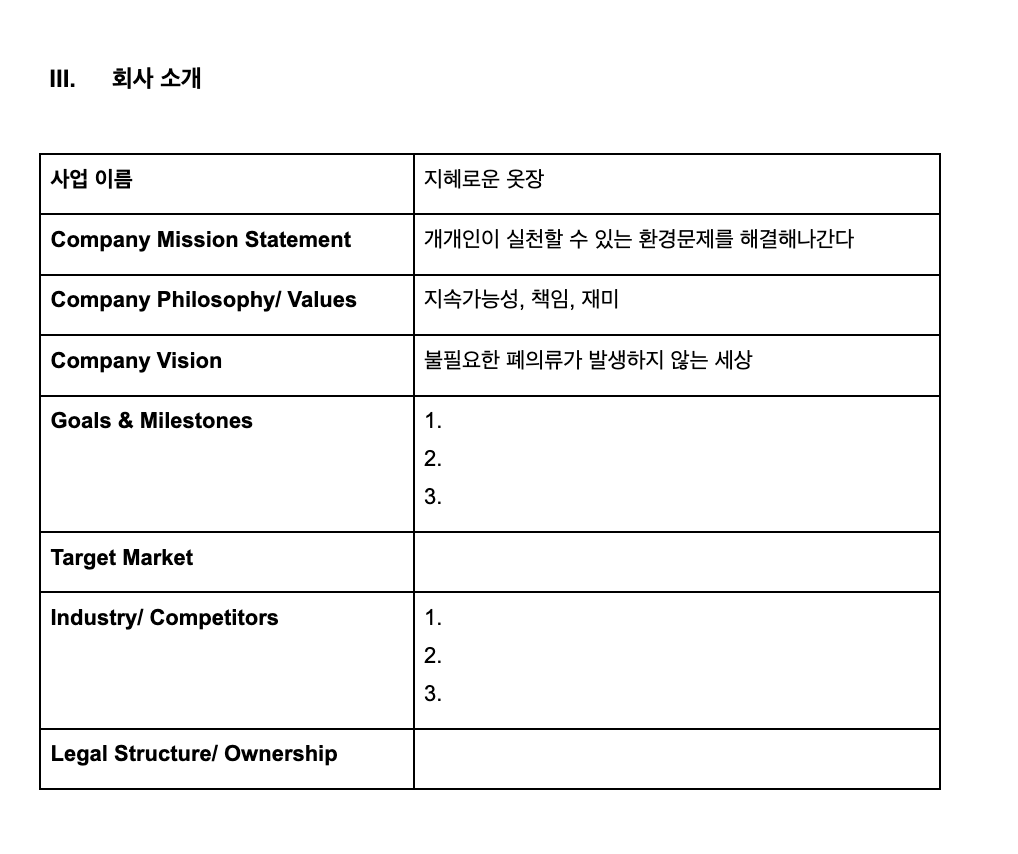 III. 회사 소개
사업 이름 지혜로운 옷장
Company Mission Statement 개개인이 실천할 수 있는 환경문제를 해결해나간다
Company Philosophy/ Values 지속가능성, 책임, 재미
Company Vision 불필요한 폐의류가 발생하지 않는 세상
Goals & Milestones 1.
2.
3.
Target Market
Industry/ Competitors 1.
2.
3.
Legal Structure/ Ownership